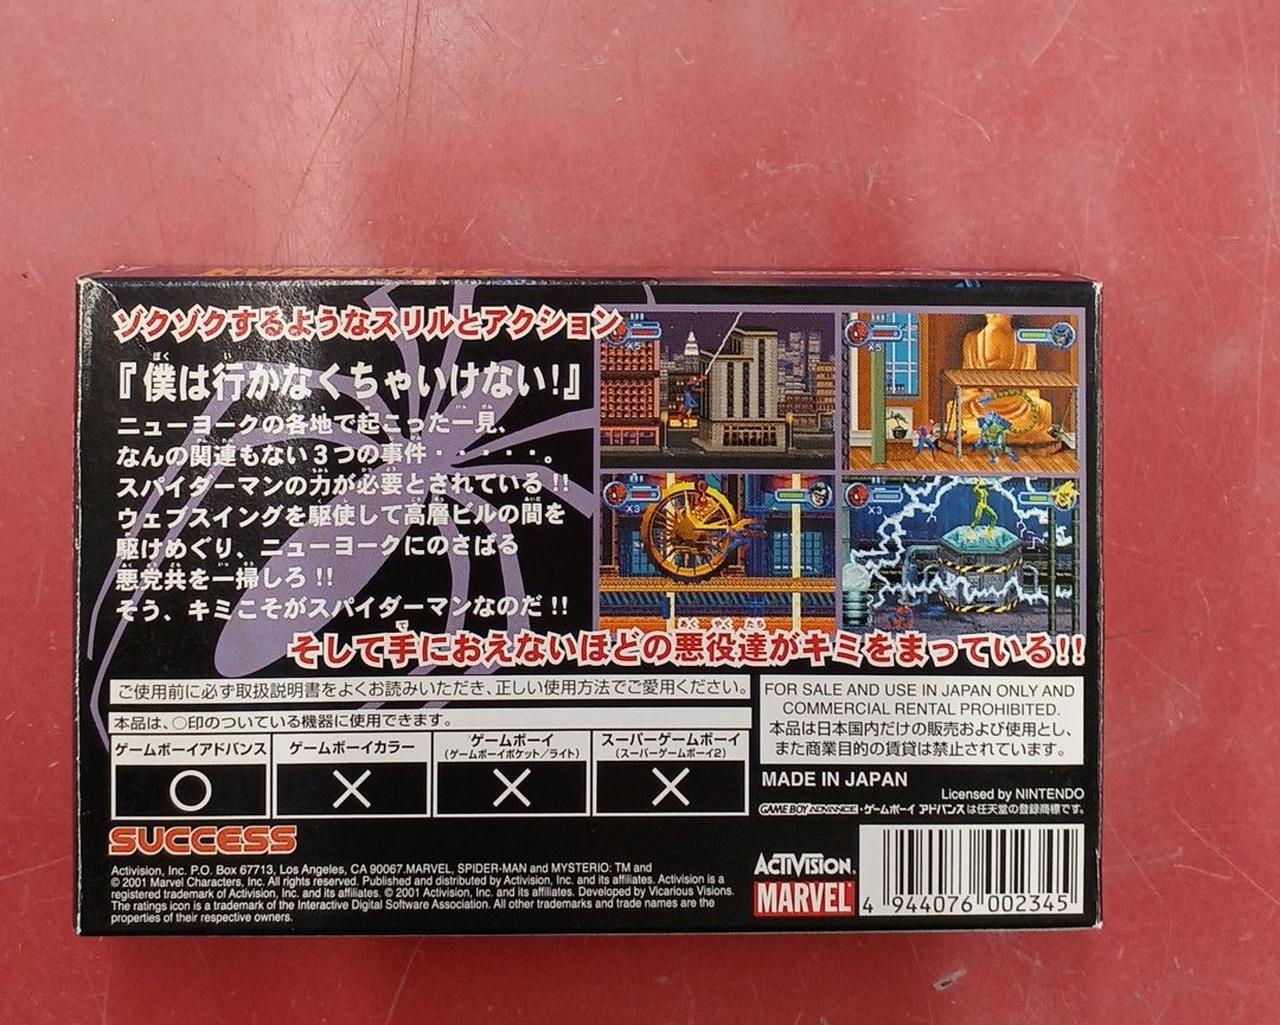 ゾクゾクするようなスリルとアクション
『僕は行かなくちゃいけない!』
ニューヨークの各地で起こった一見、
なんの関連もない3つの事件・・・・・。
スパイダーマンの力が必要とされている!!
ウェブスイングを駆使して高層ビルの間を
駆けめぐり、ニューヨークにのさばる
悪党共を一掃しろ!!
そう、キミこそがスパイダーマンなのだ!!
そして手におえないほどの悪役達がキミをまっている!!
ご使用前に必ず取扱説明書をよくお読みいただき、正しい使用方法でご愛用ください。
本品は、○印のついている機器に使用できます。
ゲームボーイアドバンス
○
ゲームボーイカラー
×
ゲームボーイ
(ゲームボーイポケット/ライト)
×
スーパーゲームボーイ
(スーパーゲームボーイ2)
×
FOR SALE AND USE IN JAPAN ONLY AND
COMMERCIAL RENTAL PROHIBITED.
本品は日本国内だけの販売および使用とし、
また商業目的の賃貸は禁止されています。
MADE IN JAPAN
Licensed by NINTENDO
GAME BOY ADVANCE・ゲームボーイ アドバンスは任天堂の登録商標です。
SUCCESS
Activision, Inc. P.O. Box 67713, Los Angeles, CA 90067.MARVEL, SPIDER-MAN and MYSTERIO: TM and
© 2001 Marvel Characters, Inc. All rights reserved. Published and distributed by Activision, Inc. and its affiliates. Activision is a
registered trademark of Activision, Inc. and its affiliates. © 2001 Activision, Inc. and its affiliates. Developed by Vicarious Visions.
The ratings icon is a trademark of the Interactive Digital Software Association. All other trademarks and trade names are the
properties of their respective owners.
ACTIVISION.
MARVEL
4 944076 002345